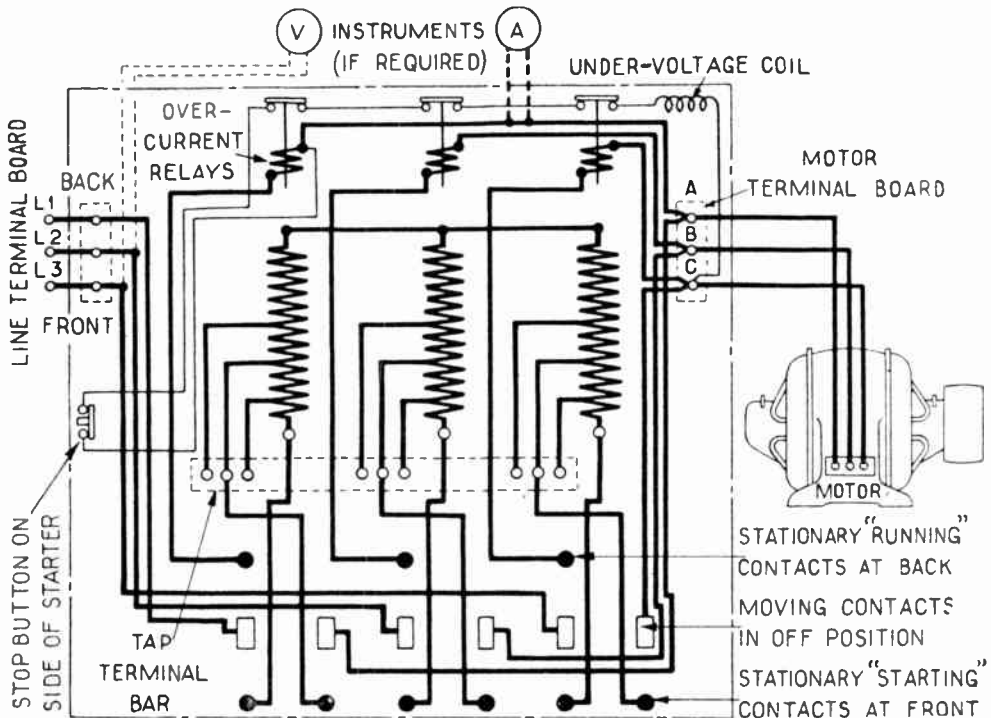 V INSTRUMENTS A
(IF REQUIRED)
UNDER-VOLTAGE COIL
OVER-
CURRENT
RELAYS
MOTOR
TERMINAL BOARD
LINE TERMINAL BOARD
BACK
L1
L2
L3
FRONT
A
B
C
MOTOR
STOP BUTTON ON
SIDE OF STARTER
TAP
TERMINAL
BAR
STATIONARY "RUNNING"
CONTACTS AT BACK
MOVING CONTACTS
IN OFF POSITION
STATIONARY "STARTING"
CONTACTS AT FRONT